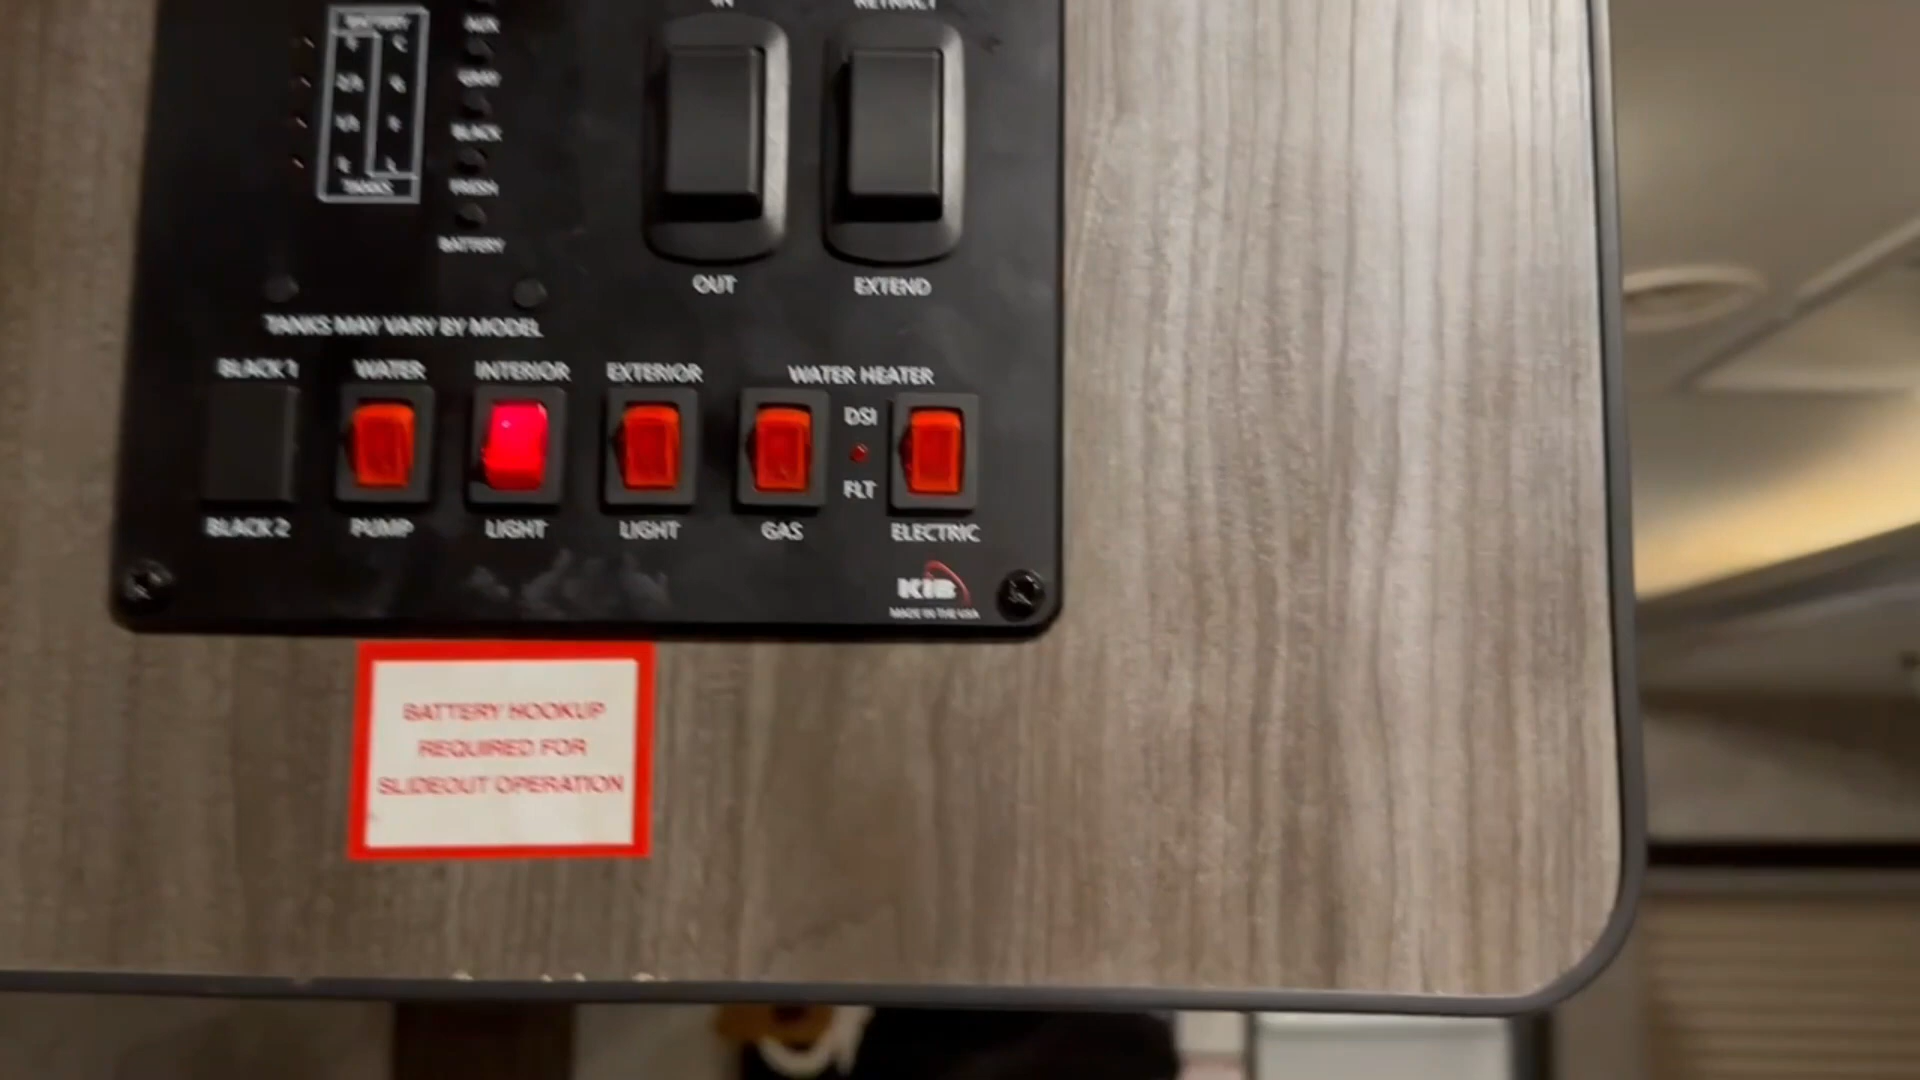 IN RETRACT
BATTERY
AUX
GRAY
BLACK
TANKS
FRESH
BATTERY
OUT EXTEND
TANKS MAY VARY BY MODEL
BLACK 1 WATER INTERIOR EXTERIOR WATER HEATER
DSI
FLT
BLACK 2 PUMP LIGHT LIGHT GAS ELECTRIC
KIB
MADE IN THE USA
BATTERY HOOKUP
REQUIRED FOR
SLIDEOUT OPERATION